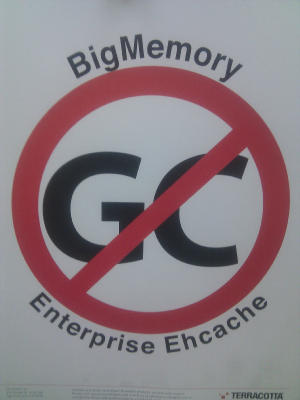 BigMemory
GC
Enterprise Ehcache
TERRACOTTA